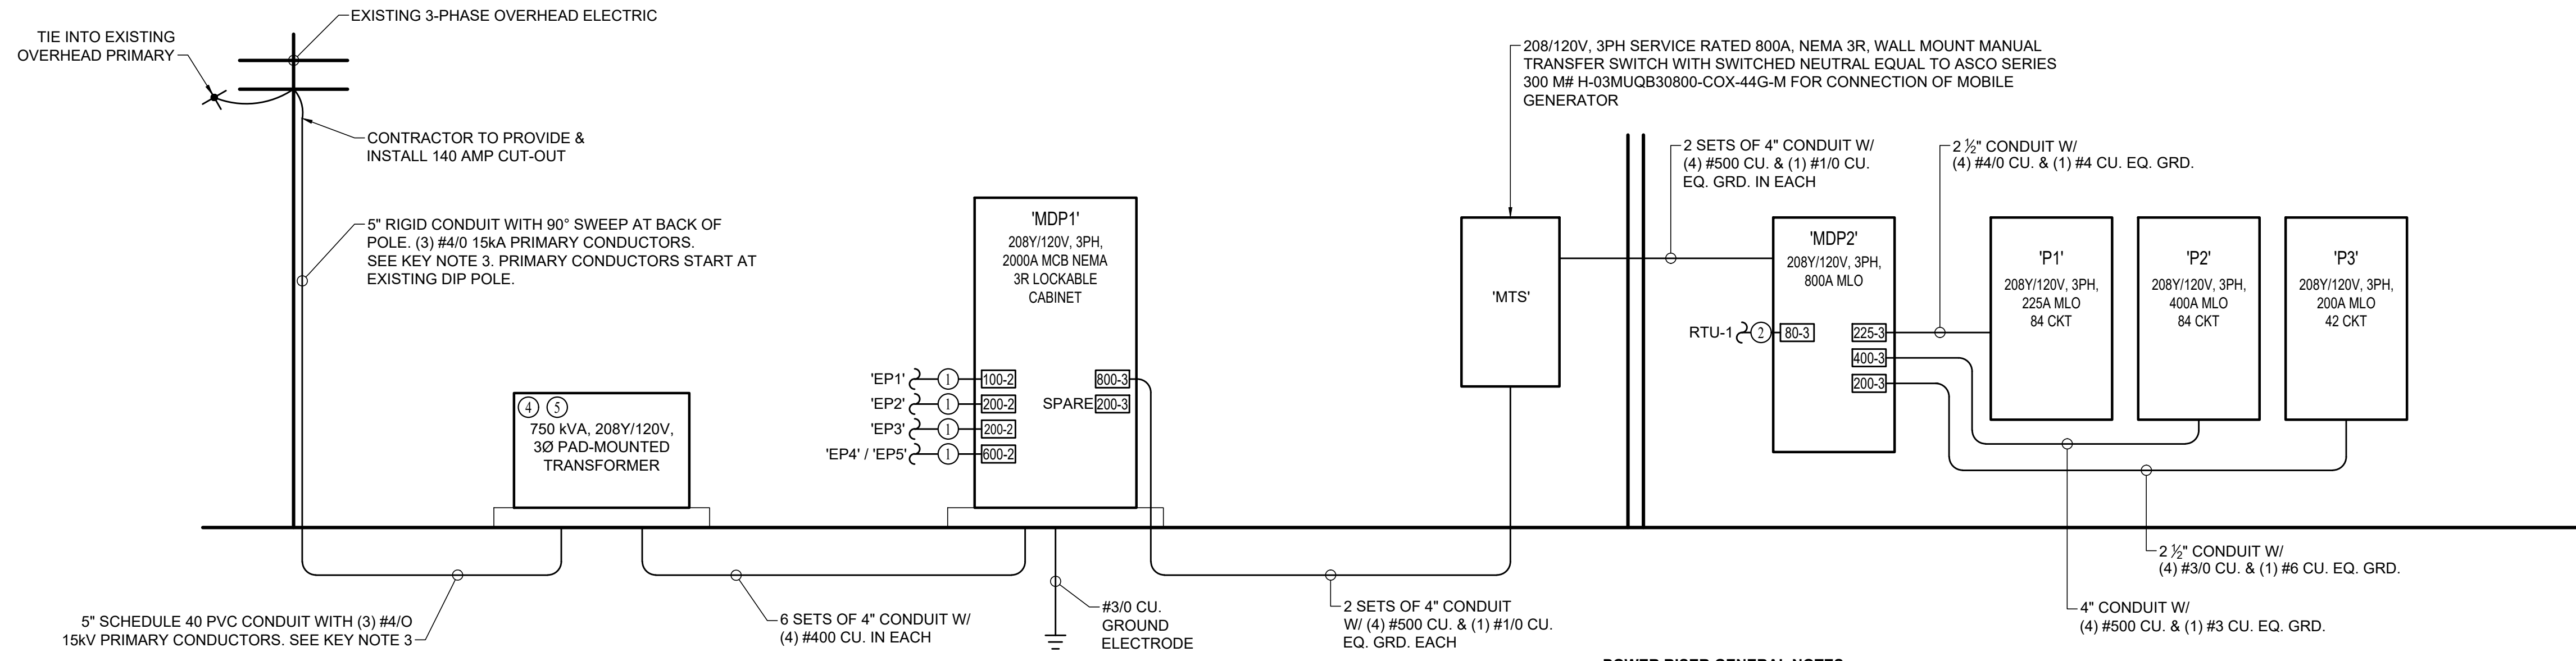 EXISTING 3-PHASE OVERHEAD ELECTRIC
TIE INTO EXISTING
OVERHEAD PRIMARY
CONTRACTOR TO PROVIDE &
INSTALL 140 AMP CUT-OUT
5" RIGID CONDUIT WITH 90° SWEEP AT BACK OF
POLE. (3) #4/0 15kA PRIMARY CONDUCTORS.
SEE KEY NOTE 3. PRIMARY CONDUCTORS START AT
EXISTING DIP POLE.
4 5
750 kVA, 208Y/120V,
3Ø PAD-MOUNTED
TRANSFORMER
5" SCHEDULE 40 PVC CONDUIT WITH (3) #4/O
15kV PRIMARY CONDUCTORS. SEE KEY NOTE 3
6 SETS OF 4" CONDUIT W/
(4) #400 CU. IN EACH
'MDP1'
208Y/120V, 3PH,
2000A MCB NEMA
3R LOCKABLE
CABINET
'EP1' 1 100-2
'EP2' 1 200-2
'EP3' 1 200-2
'EP4' / 'EP5' 1 600-2
800-3
SPARE 200-3
#3/0 CU.
GROUND
ELECTRODE
2 SETS OF 4" CONDUIT
W/ (4) #500 CU. & (1) #1/0 CU.
EQ. GRD. EACH
208/120V, 3PH SERVICE RATED 800A, NEMA 3R, WALL MOUNT MANUAL
TRANSFER SWITCH WITH SWITCHED NEUTRAL EQUAL TO ASCO SERIES
300 M# H-03MUQB30800-COX-44G-M FOR CONNECTION OF MOBILE
GENERATOR
'MTS'
2 SETS OF 4" CONDUIT W/
(4) #500 CU. & (1) #1/0 CU.
EQ. GRD. IN EACH
2 ½" CONDUIT W/
(4) #4/0 CU. & (1) #4 CU. EQ. GRD.
'MDP2'
208Y/120V, 3PH,
800A MLO
RTU-1 2 80-3
225-3
400-3
200-3
'P1'
208Y/120V, 3PH,
225A MLO
84 CKT
'P2'
208Y/120V, 3PH,
400A MLO
84 CKT
'P3'
208Y/120V, 3PH,
200A MLO
42 CKT
2 ½" CONDUIT W/
(4) #3/0 CU. & (1) #6 CU. EQ. GRD.
4" CONDUIT W/
(4) #500 CU. & (1) #3 CU. EQ. GRD.
POWER RISER GENERAL NOTES